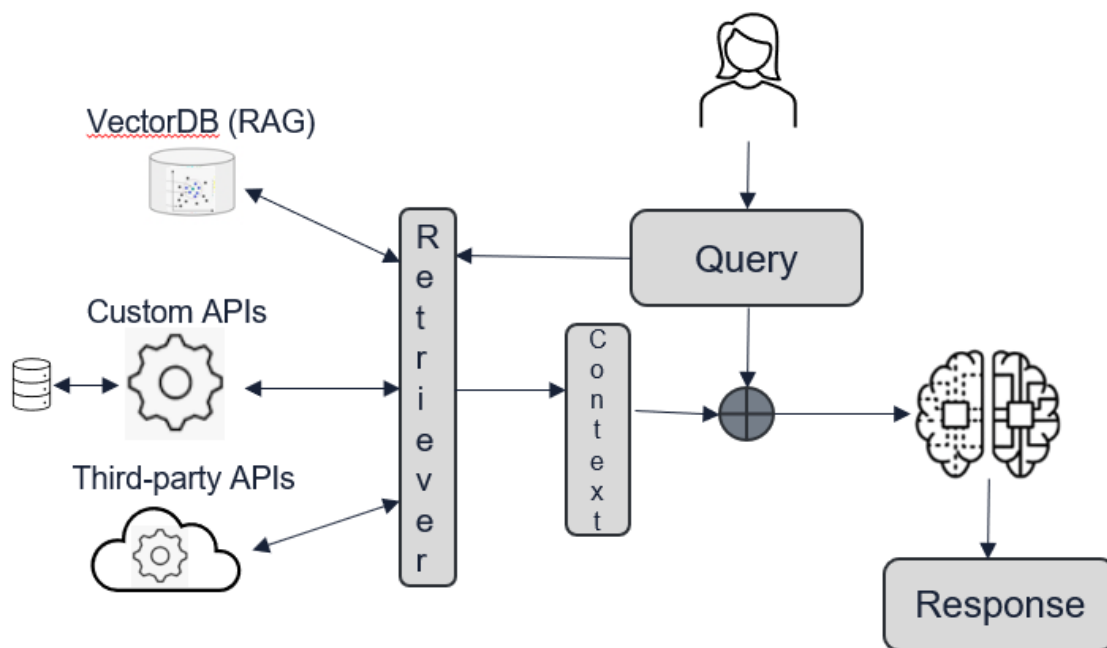 VectorDB (RAG)
Retriever
Query
Custom APIs
Context
Third-party APIs
Response